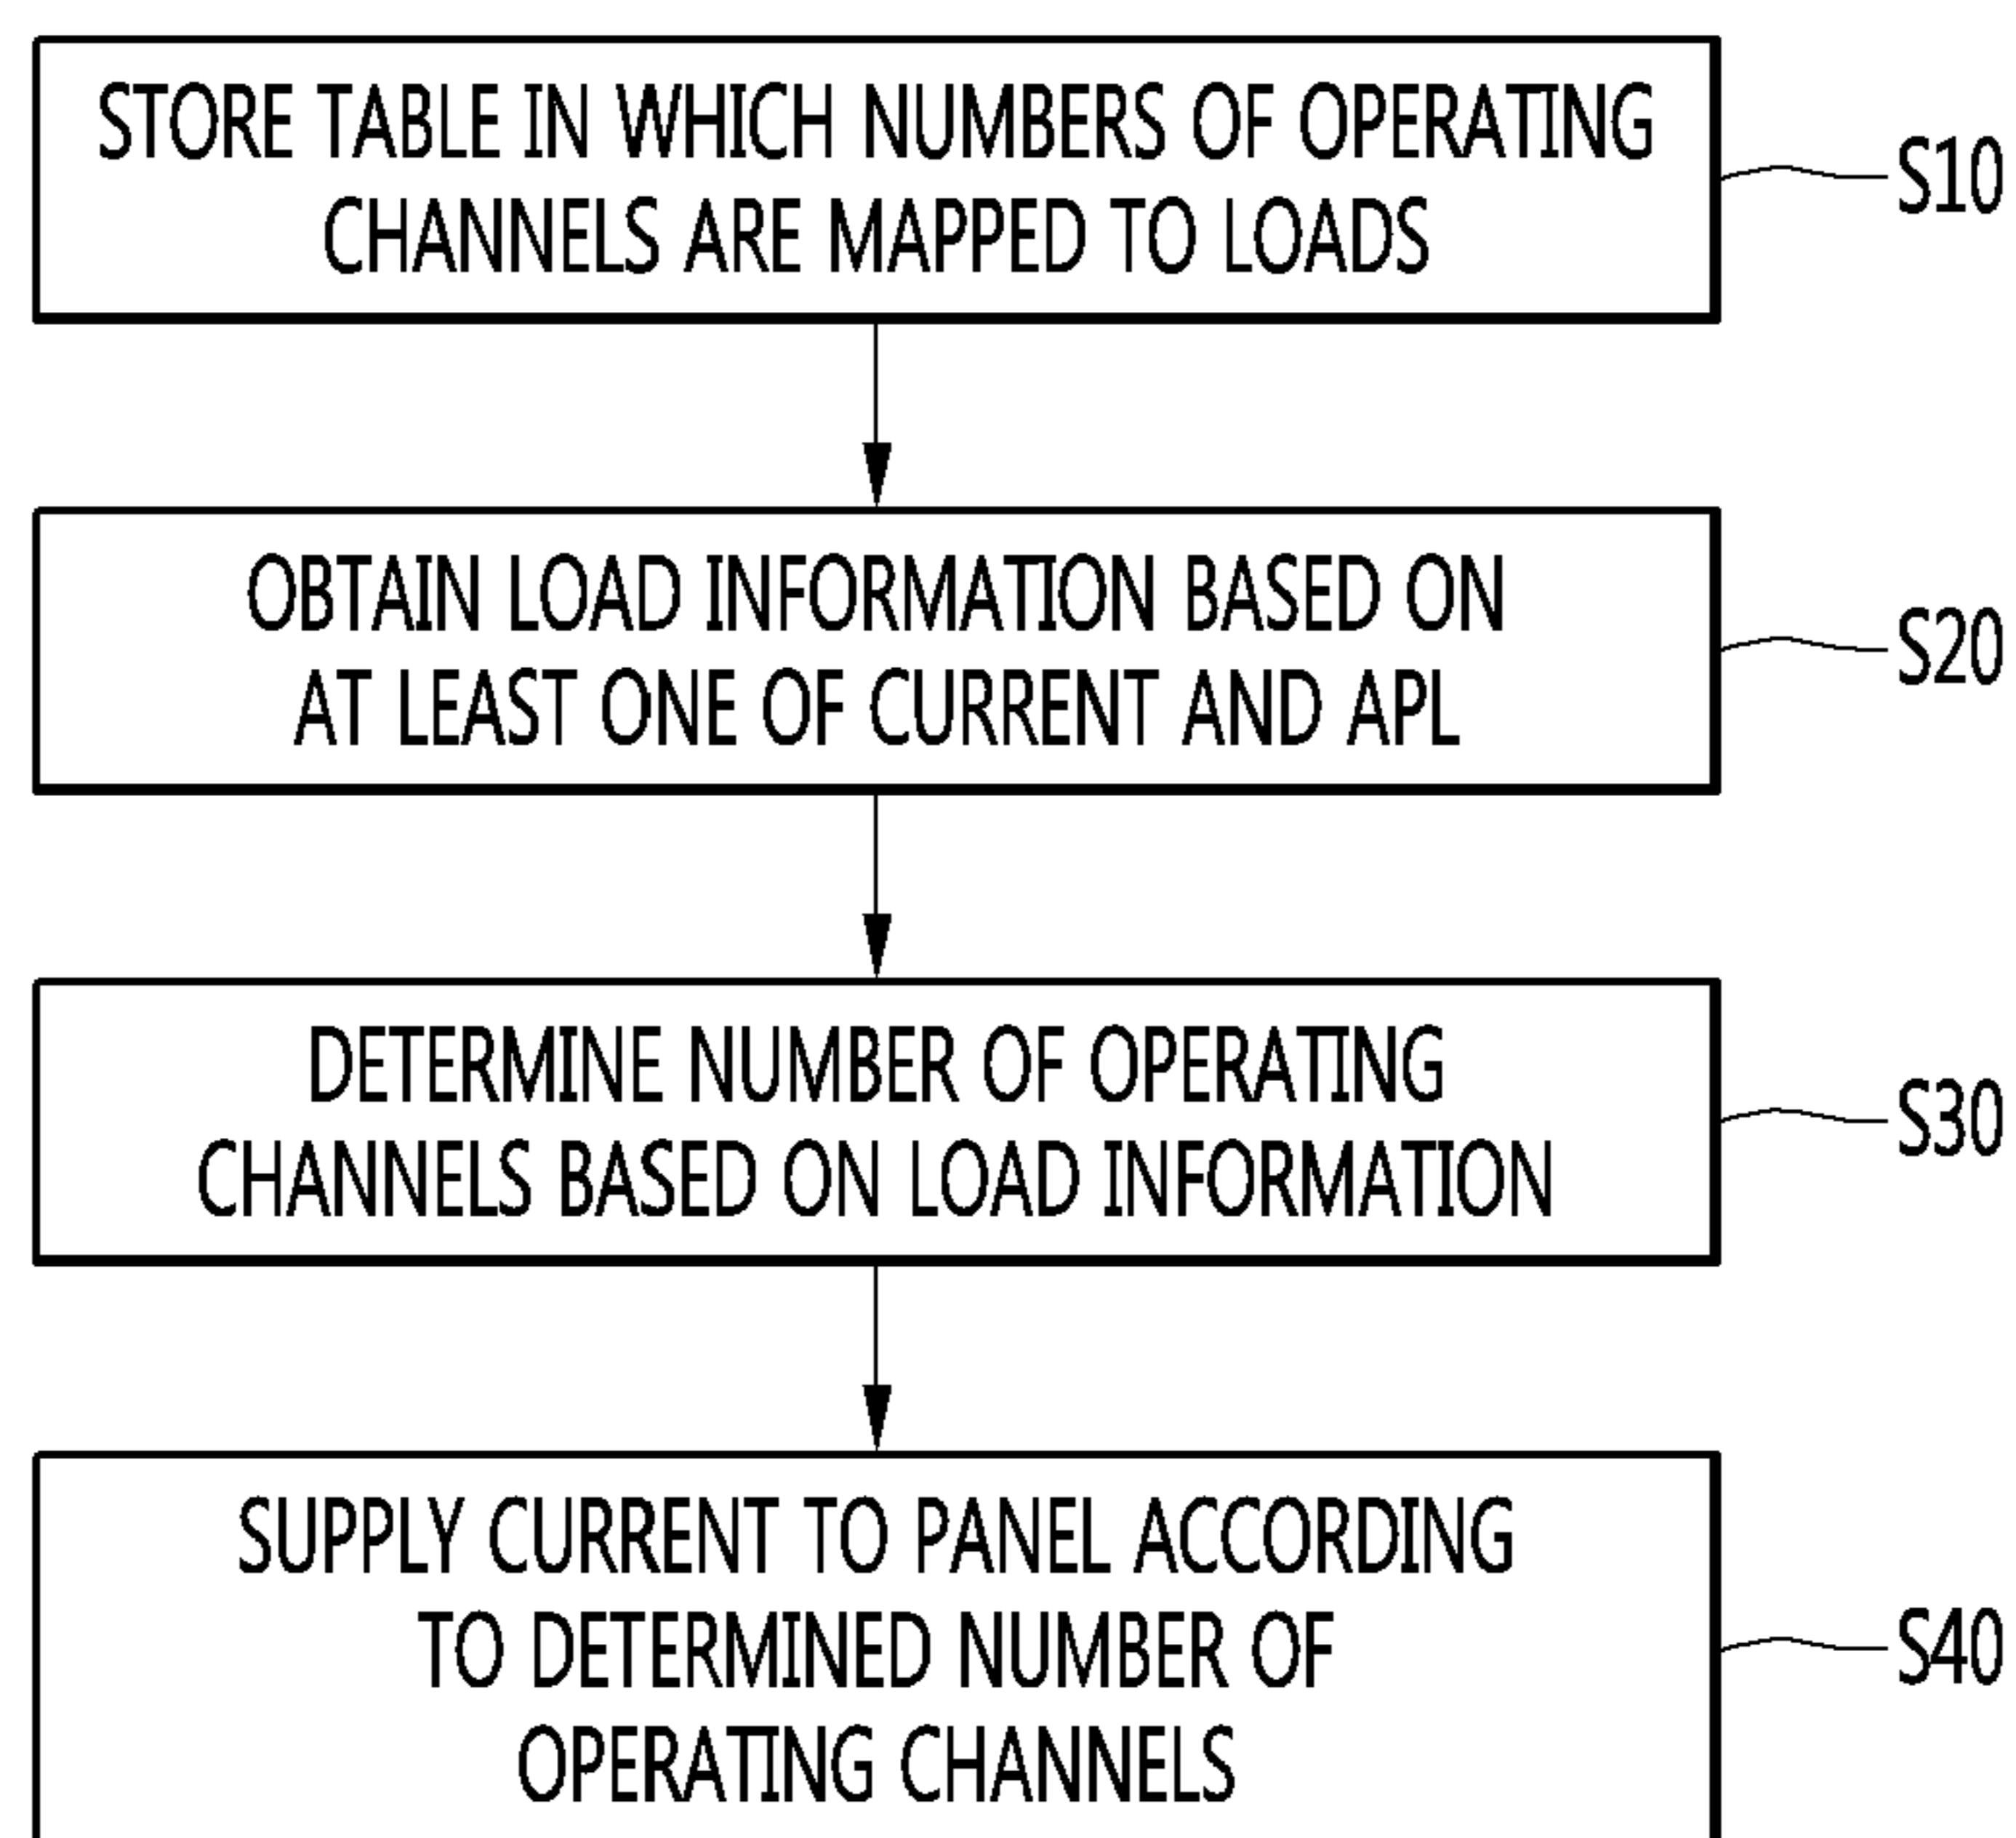 STORE TABLE IN WHICH NUMBERS OF OPERATING
CHANNELS ARE MAPPED TO LOADS
S10
OBTAIN LOAD INFORMATION BASED ON
AT LEAST ONE OF CURRENT AND APL
S20
DETERMINE NUMBER OF OPERATING
CHANNELS BASED ON LOAD INFORMATION
S30
SUPPLY CURRENT TO PANEL ACCORDING
TO DETERMINED NUMBER OF
OPERATING CHANNELS
S40